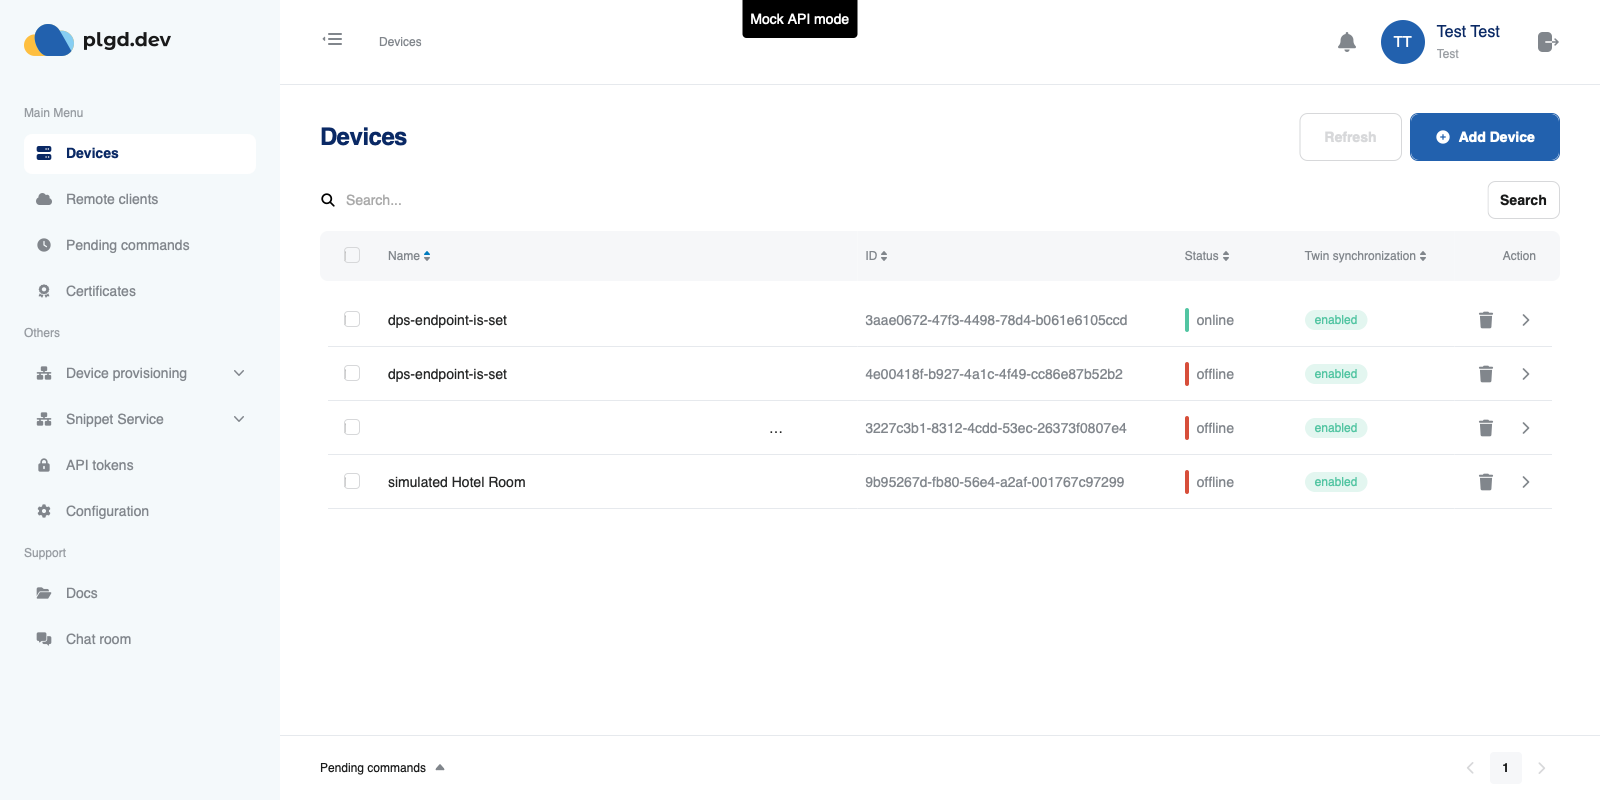 plgd.dev
Mock API mode
Devices
TT
Test Test
Test
Main Menu
Devices
Remote clients
Pending commands
Certificates
Others
Device provisioning
Snippet Service
API tokens
Configuration
Support
Docs
Chat room
Devices
Refresh
Add Device
Search...
Search
Name ID Status Twin synchronization Action
dps-endpoint-is-set 3aae0672-47f3-4498-78d4-b061e6105ccd online enabled
dps-endpoint-is-set 4e00418f-b927-4a1c-4f49-cc86e87b52b2 offline enabled
... 3227c3b1-8312-4cdd-53ec-26373f0807e4 offline enabled
simulated Hotel Room 9b95267d-fb80-56e4-a2af-001767c97299 offline enabled
Pending commands
1